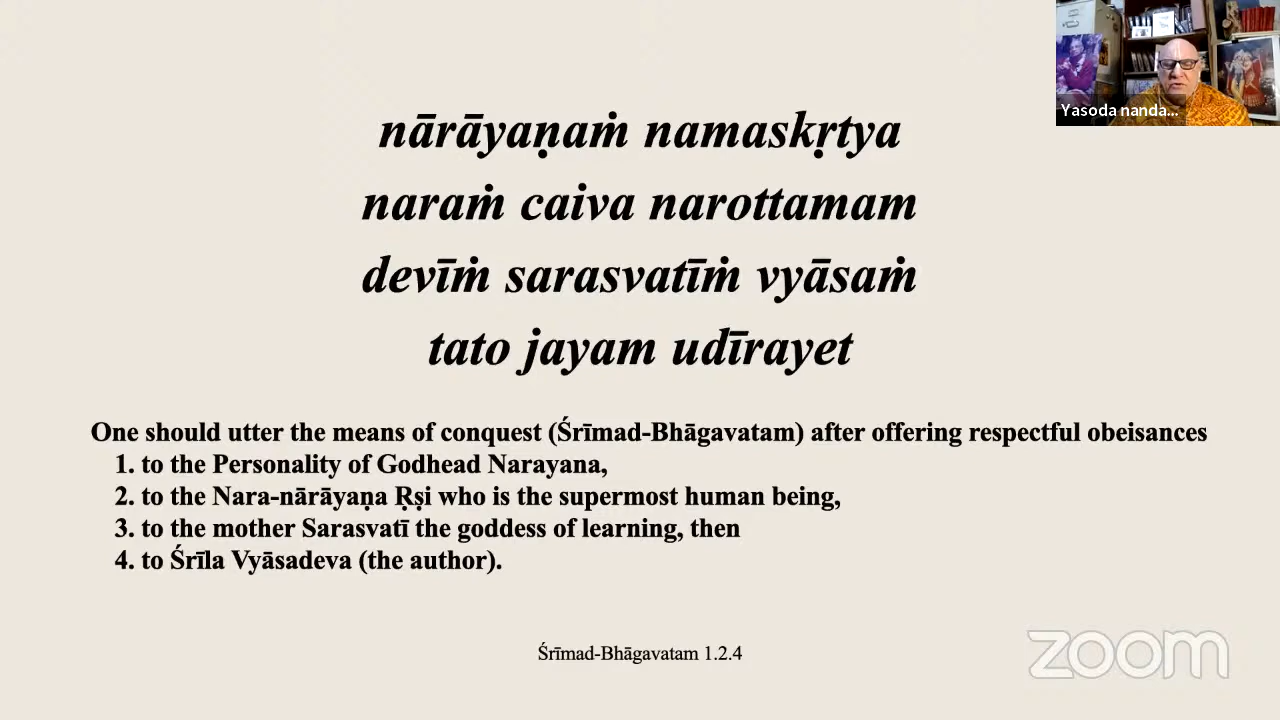 nārāyaṇaṁ namaskṛtya
naraṁ caiva narottamam
devīṁ sarasvatīṁ vyāsaṁ
tato jayam udīrayet
One should utter the means of conquest (Śrīmad-Bhāgavatam) after offering respectful obeisances
1. to the Personality of Godhead Narayana,
2. to the Nara-nārāyaṇa Ṛṣi who is the supermost human being,
3. to the mother Sarasvatī the goddess of learning, then
4. to Śrīla Vyāsadeva (the author).
Śrīmad-Bhāgavatam 1.2.4
Yasoda nanda...
zoom